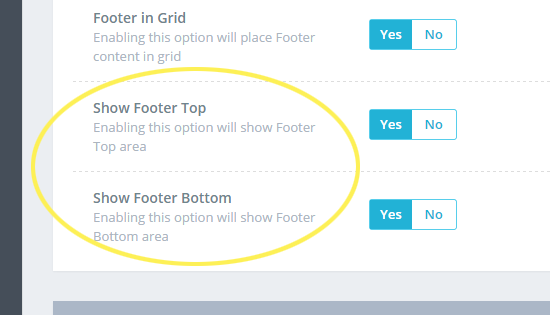 Footer in Grid
Enabling this option will place Footer
content in grid
Yes No
Show Footer Top
Enabling this option will show Footer
Top area
Yes No
Show Footer Bottom
Enabling this option will show Footer
Bottom area
Yes No